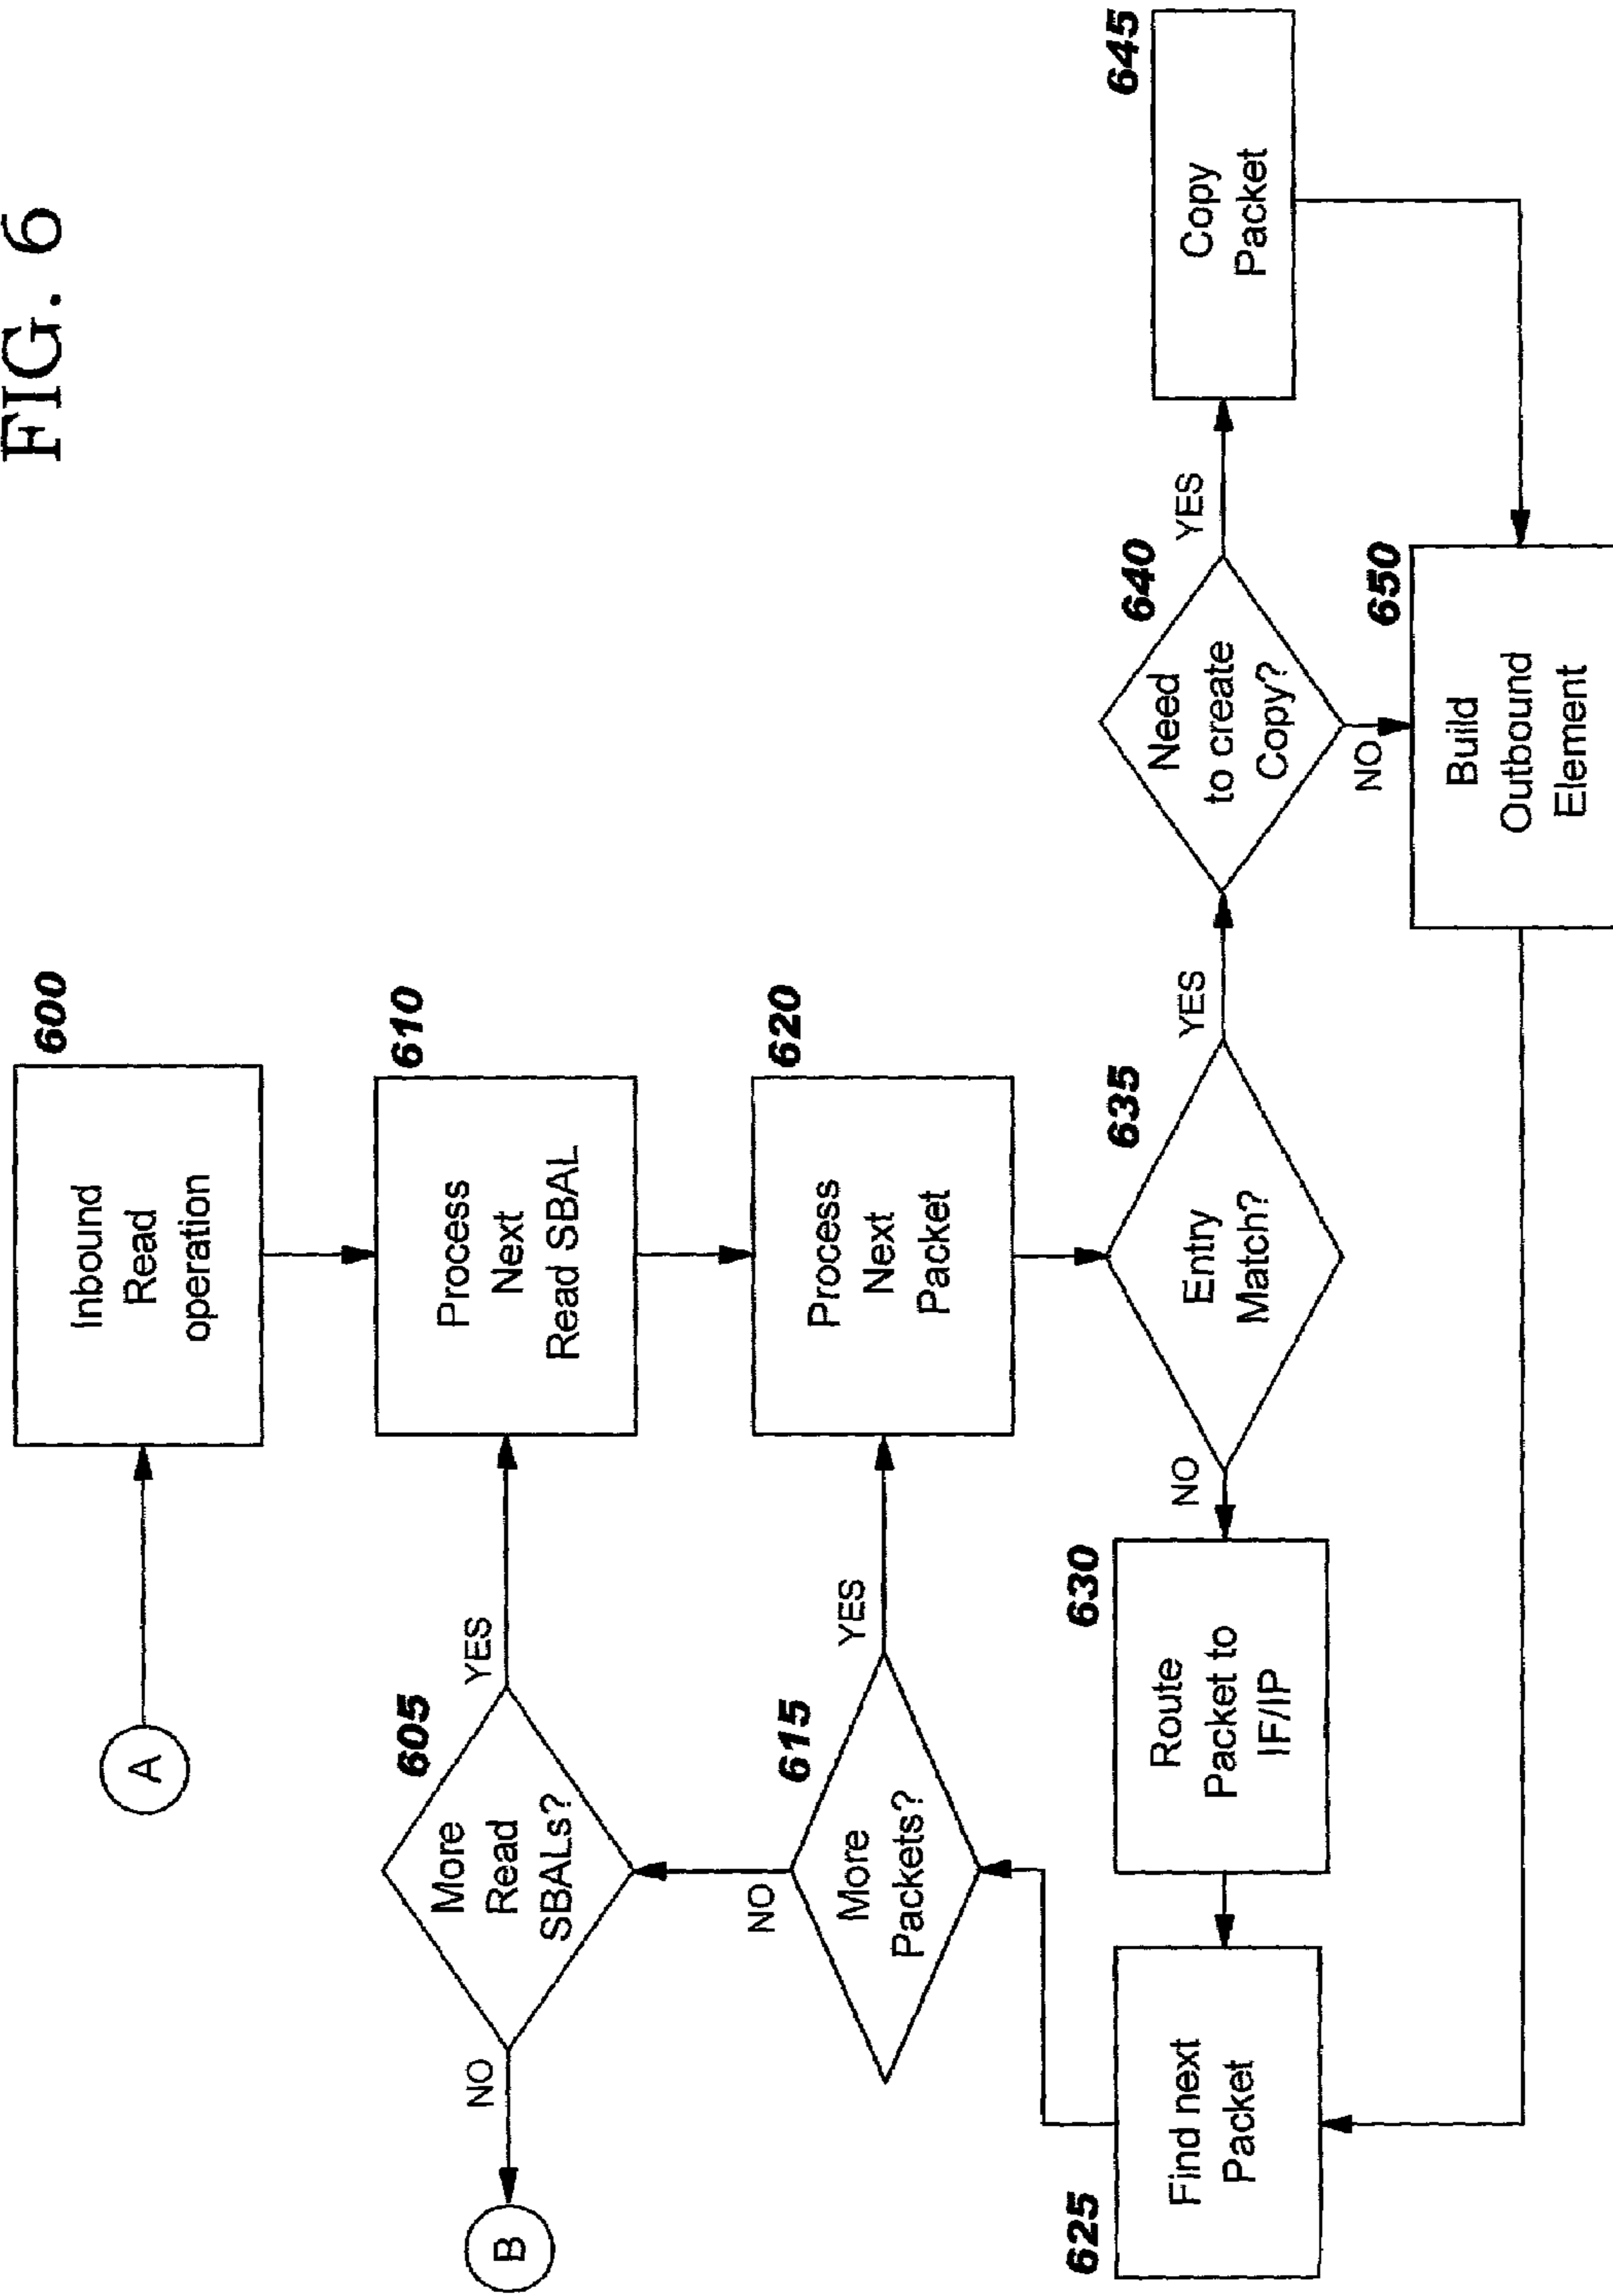 FIG. 6
A
600
Inbound
Read
operation
605
More
Read
SBALs?
YES
NO
B
610
Process
Next
Read SBAL
615
More
Packets?
YES
NO
620
Process
Next
Packet
625
Find next
Packet
630
Route
Packet to
IF/IP
NO
635
Entry
Match?
YES
640
Need
to create
Copy?
YES
NO
645
Copy
Packet
650
Build
Outbound
Element